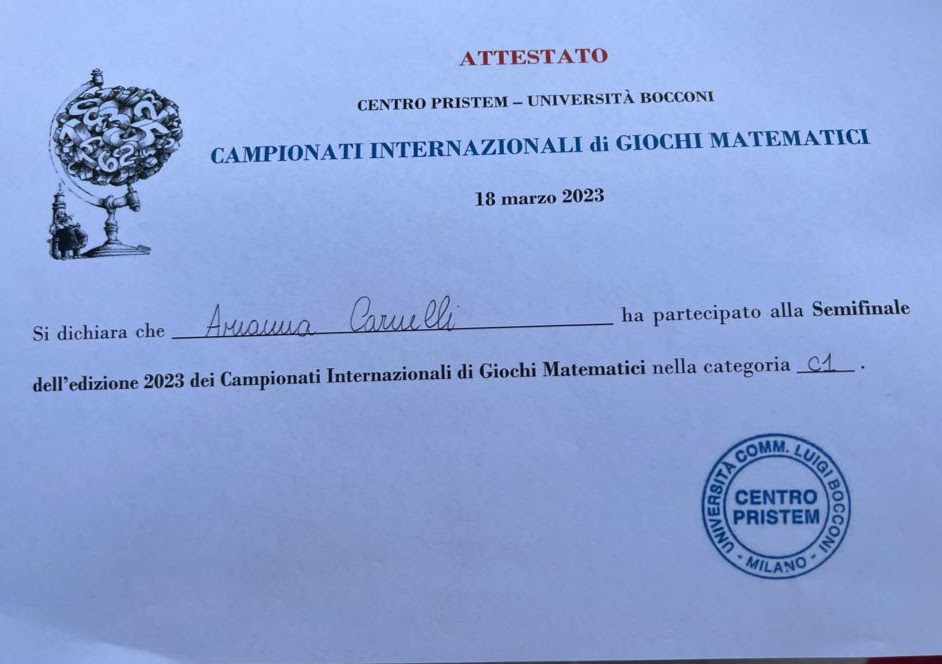 ATTESTATO
CENTRO PRISTEM – UNIVERSITÀ BOCCONI
CAMPIONATI INTERNAZIONALI di GIOCHI MATEMATICI
18 marzo 2023
Si dichiara che Arianna Carnelli ha partecipato alla Semifinale
dell'edizione 2023 dei Campionati Internazionali di Giochi Matematici nella categoria C1 .
UNIVERSITÀ COMM. LUIGI BOCCONI
CENTRO
PRISTEM
- MILANO -